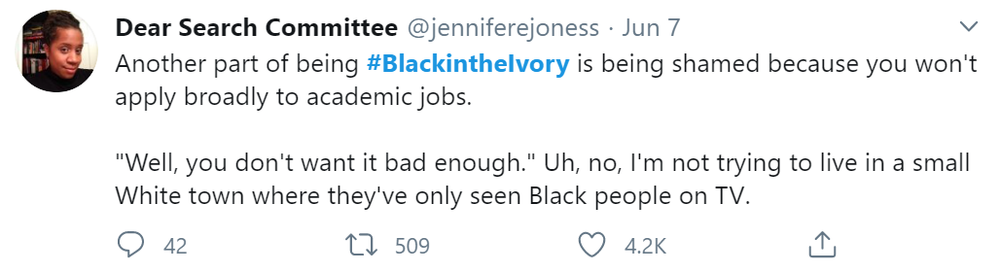 Dear Search Committee @jenniferejoness · Jun 7
Another part of being #BlackintheIvory is being shamed because you won't
apply broadly to academic jobs.
"Well, you don't want it bad enough." Uh, no, I'm not trying to live in a small
White town where they've only seen Black people on TV.
42 509 4.2K